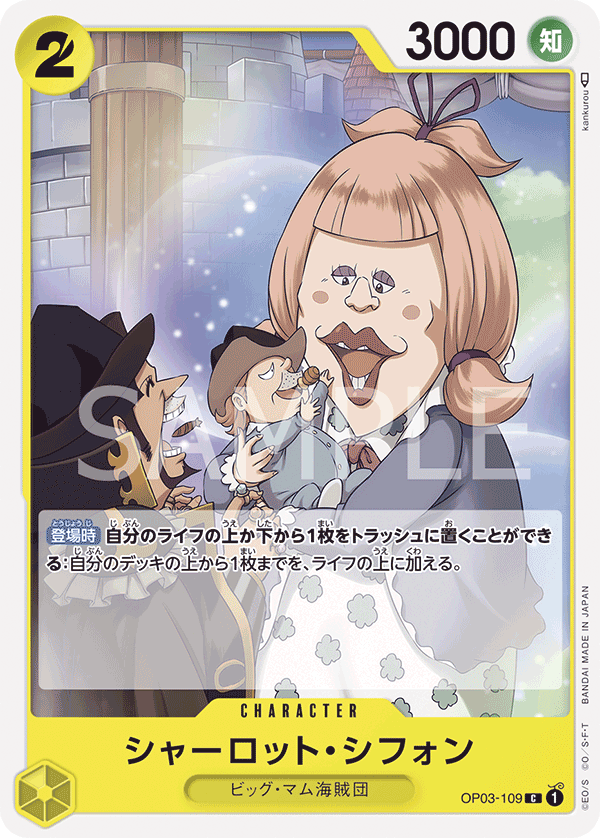 2
3000 知
kankurou
SAMPLE
登場時 自分のライフの上か下から1枚をトラッシュに置くことができ
る:自分のデッキの上から1枚までを、ライフの上に加える。
CHARACTER
シャーロット・シフォン
ビッグ・マム海賊団
OP03-109 C 1
©E.O/S ©O/S・F・T BANDAI MADE IN JAPAN